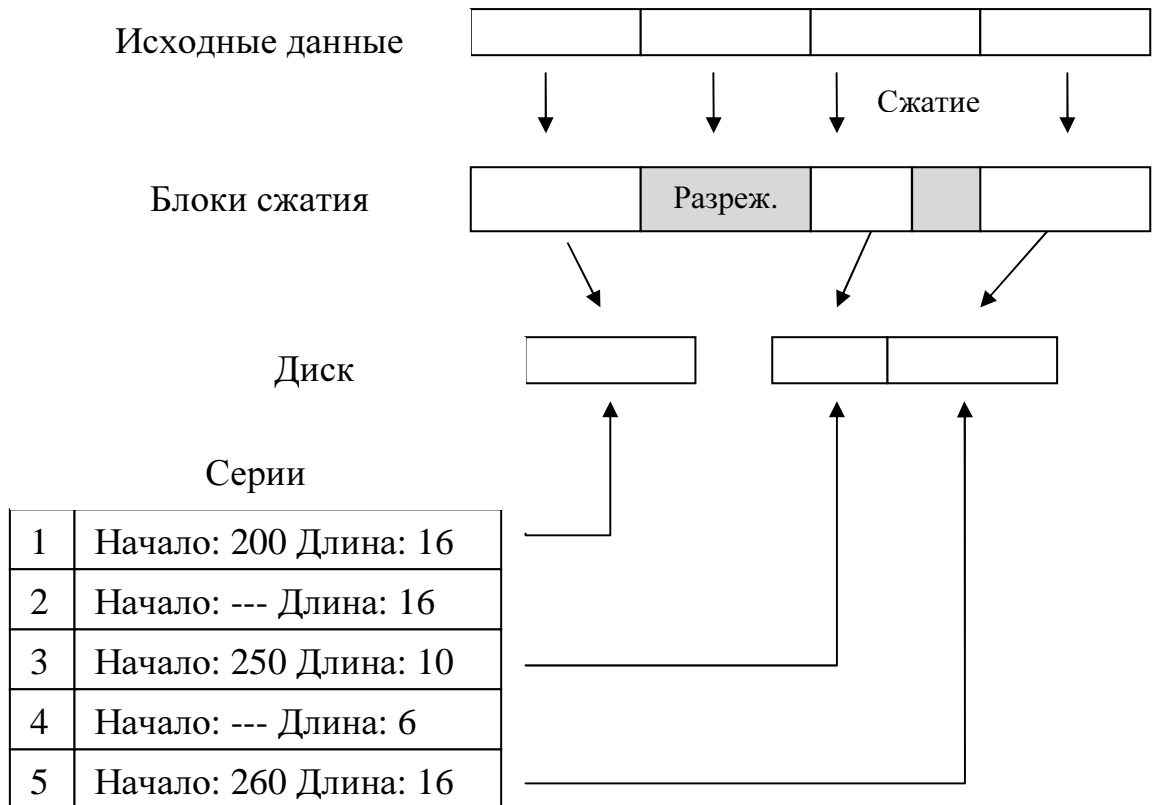 Исходные данные
Сжатие
Блоки сжатия
Разреж.
Диск
Серии
1 Начало: 200 Длина: 16
2 Начало: --- Длина: 16
3 Начало: 250 Длина: 10
4 Начало: --- Длина: 6
5 Начало: 260 Длина: 16